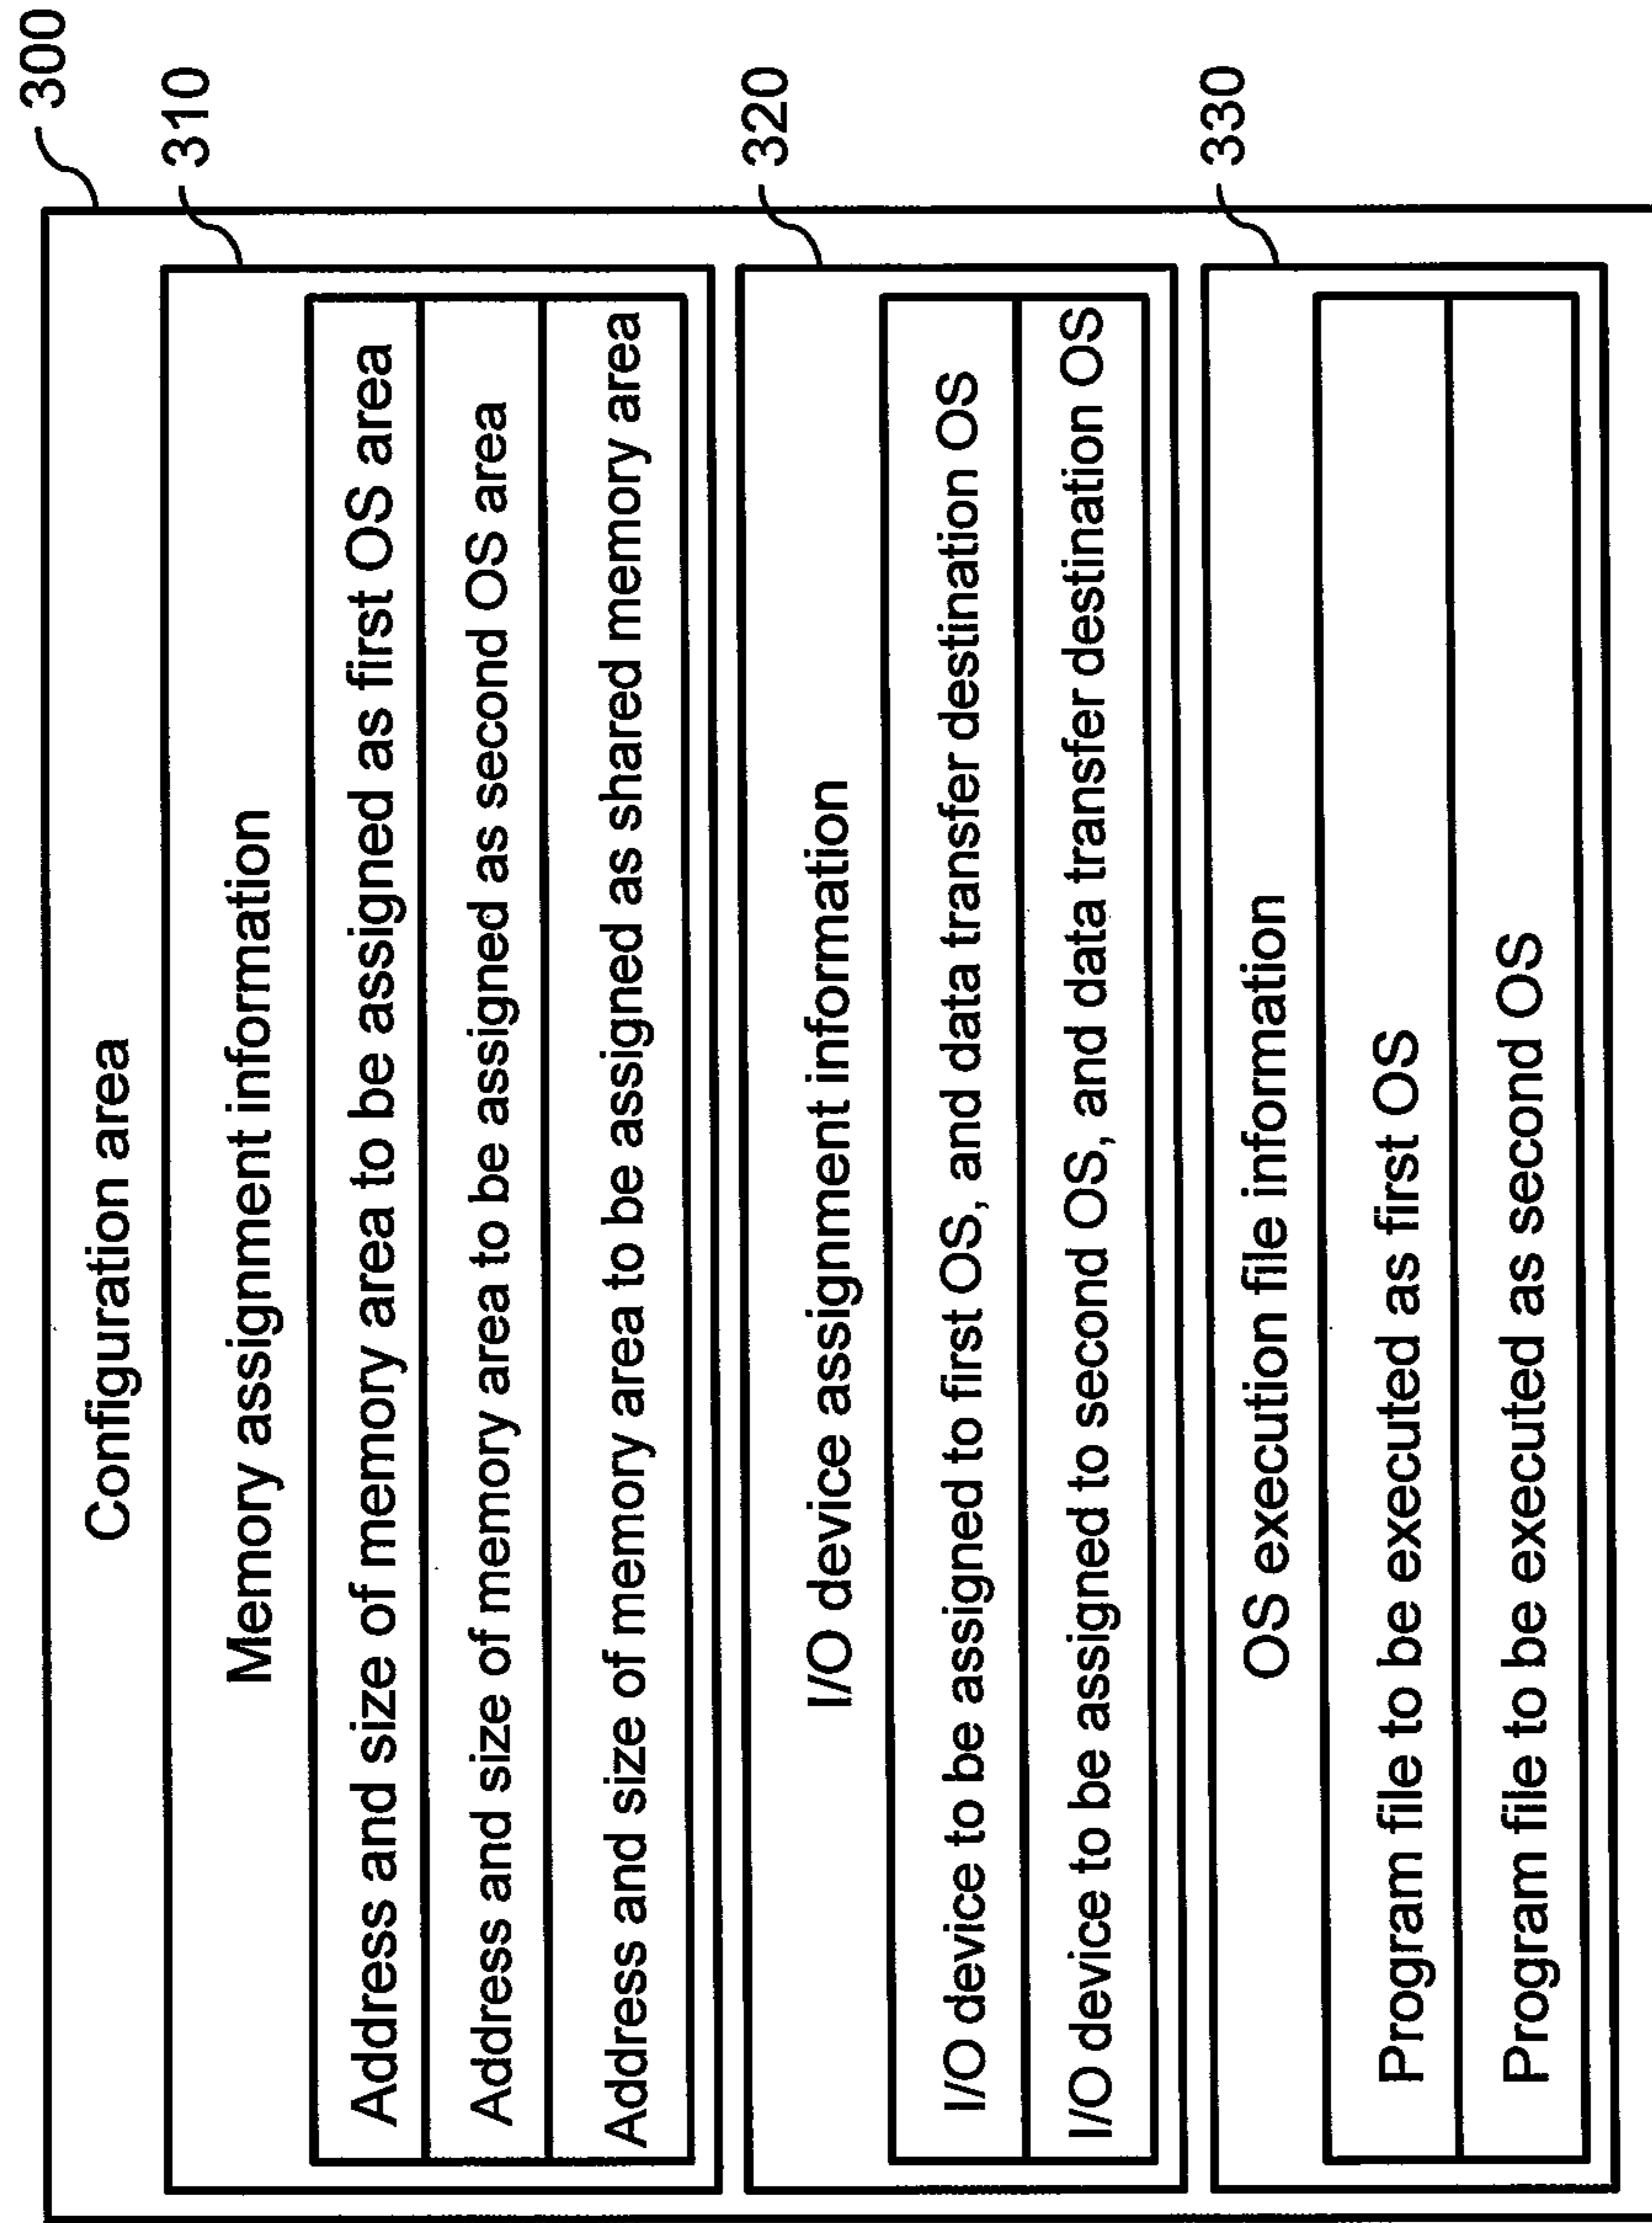 300
Configuration area
310
Memory assignment information
Address and size of memory area to be assigned as first OS area
Address and size of memory area to be assigned as second OS area
Address and size of memory area to be assigned as shared memory area
320
I/O device assignment information
I/O device to be assigned to first OS, and data transfer destination OS
I/O device to be assigned to second OS, and data transfer destination OS
330
OS execution file information
Program file to be executed as first OS
Program file to be executed as second OS